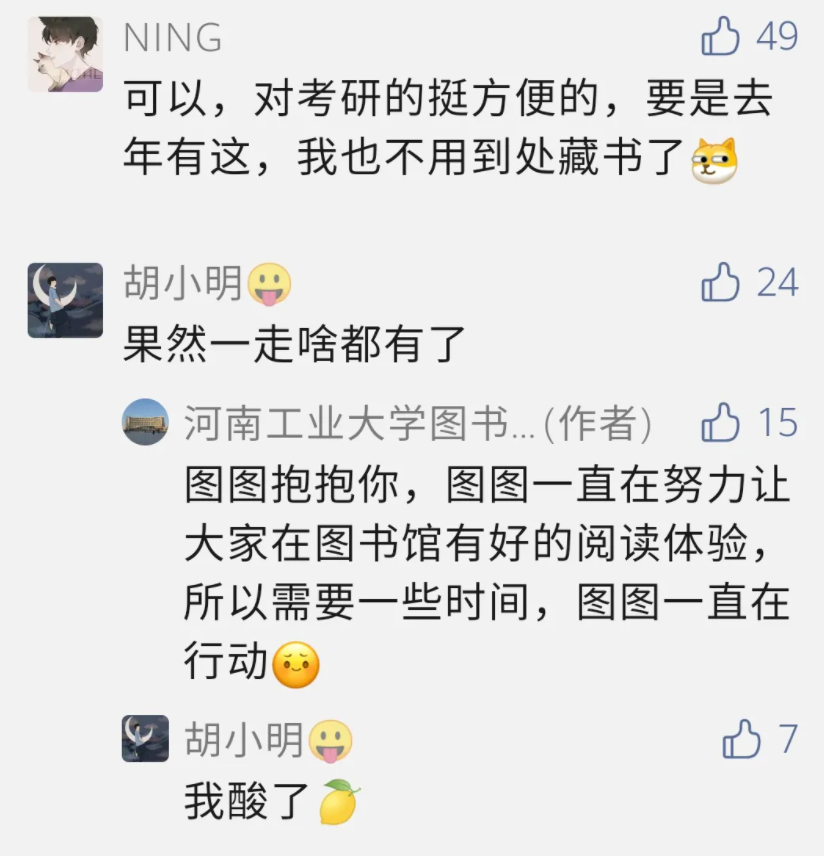 NING 49
可以，对考研的挺方便的，要是去
年有这，我也不用到处藏书了
胡小明 24
果然一走啥都有了
河南工业大学图书...(作者) 15
图图抱抱你，图图一直在努力让
大家在图书馆有好的阅读体验，
所以需要一些时间，图图一直在
行动
胡小明 7
我酸了